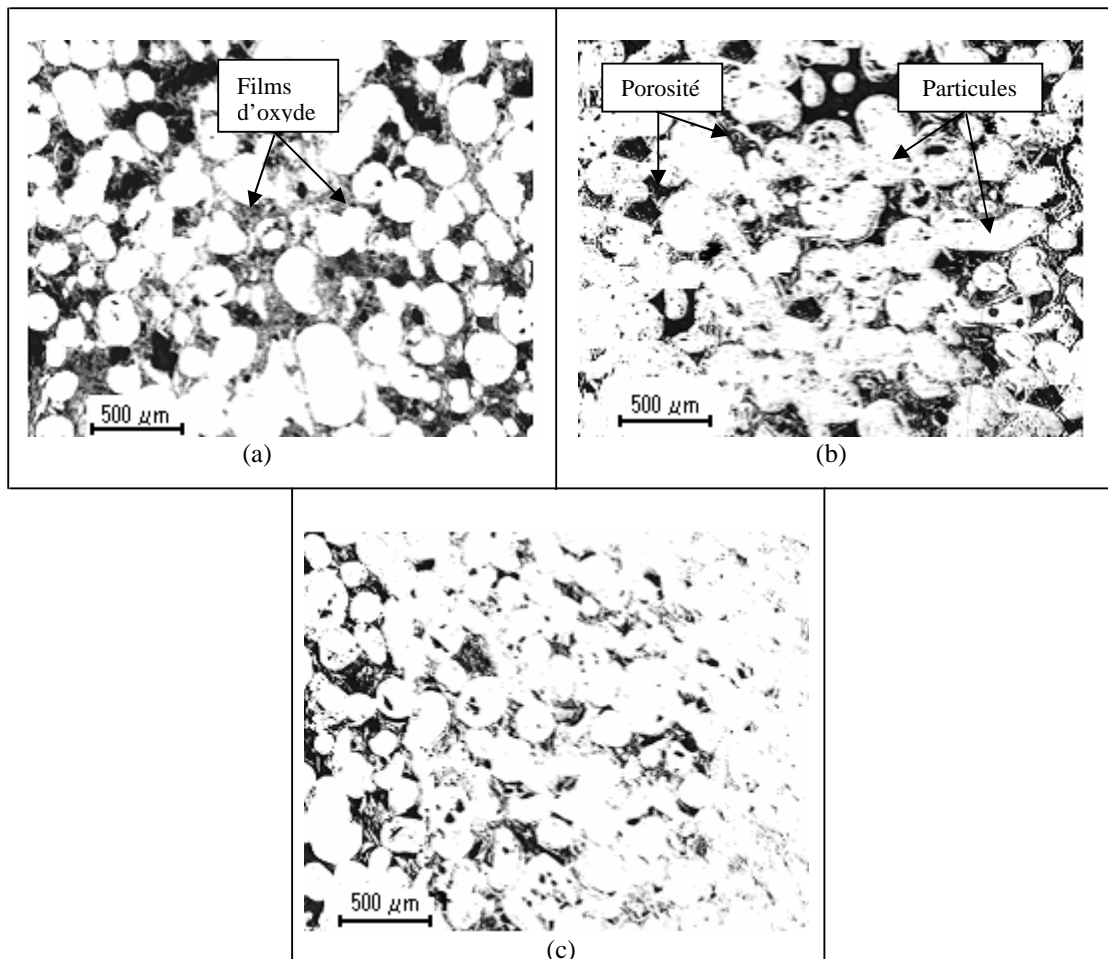 Films
d'oxyde
500 μm
(a)
Porosité
Particules
500 μm
(b)
500 μm
(c)